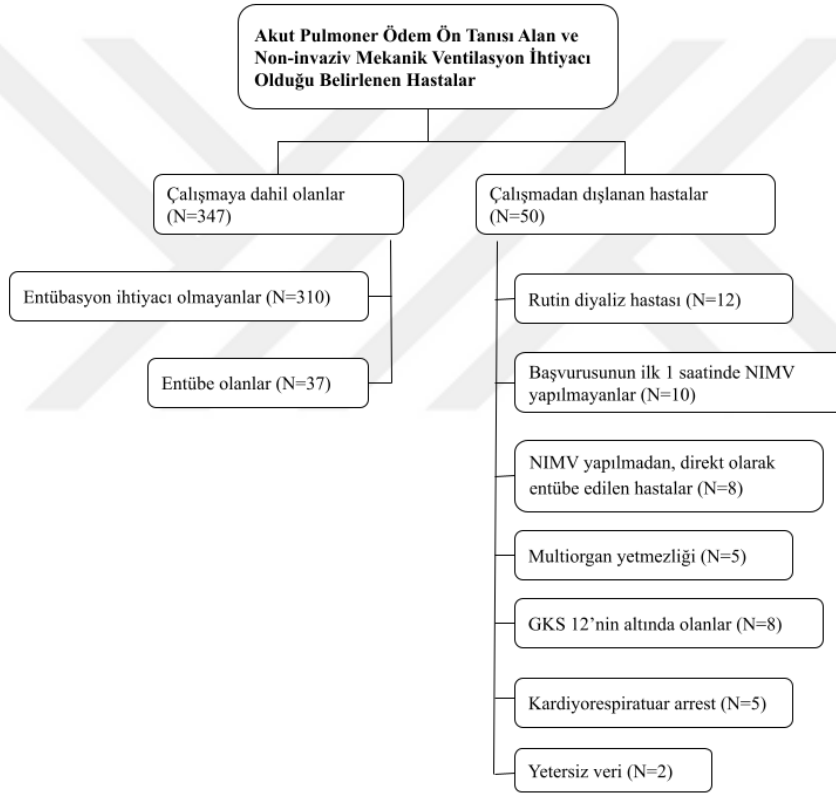 Akut Pulmoner Ödem Ön Tanısı Alan ve
Non-invaziv Mekanik Ventilasyon İhtiyacı
Olduğu Belirlenen Hastalar
Çalışmaya dahil olanlar
(N=347)
Entübasyon ihtiyacı olmayanlar (N=310)
Entübe olanlar (N=37)
Çalışmadan dışlanan hastalar
(N=50)
Rutin diyaliz hastası (N=12)
Başvurusunun ilk 1 saatinde NIMV
yapılmayanlar (N=10)
NIMV yapılmadan, direkt olarak
entübe edilen hastalar (N=8)
Multiorgan yetmezliği (N=5)
GKS 12’nin altında olanlar (N=8)
Kardiyorespiratuar arrest (N=5)
Yetersiz veri (N=2)